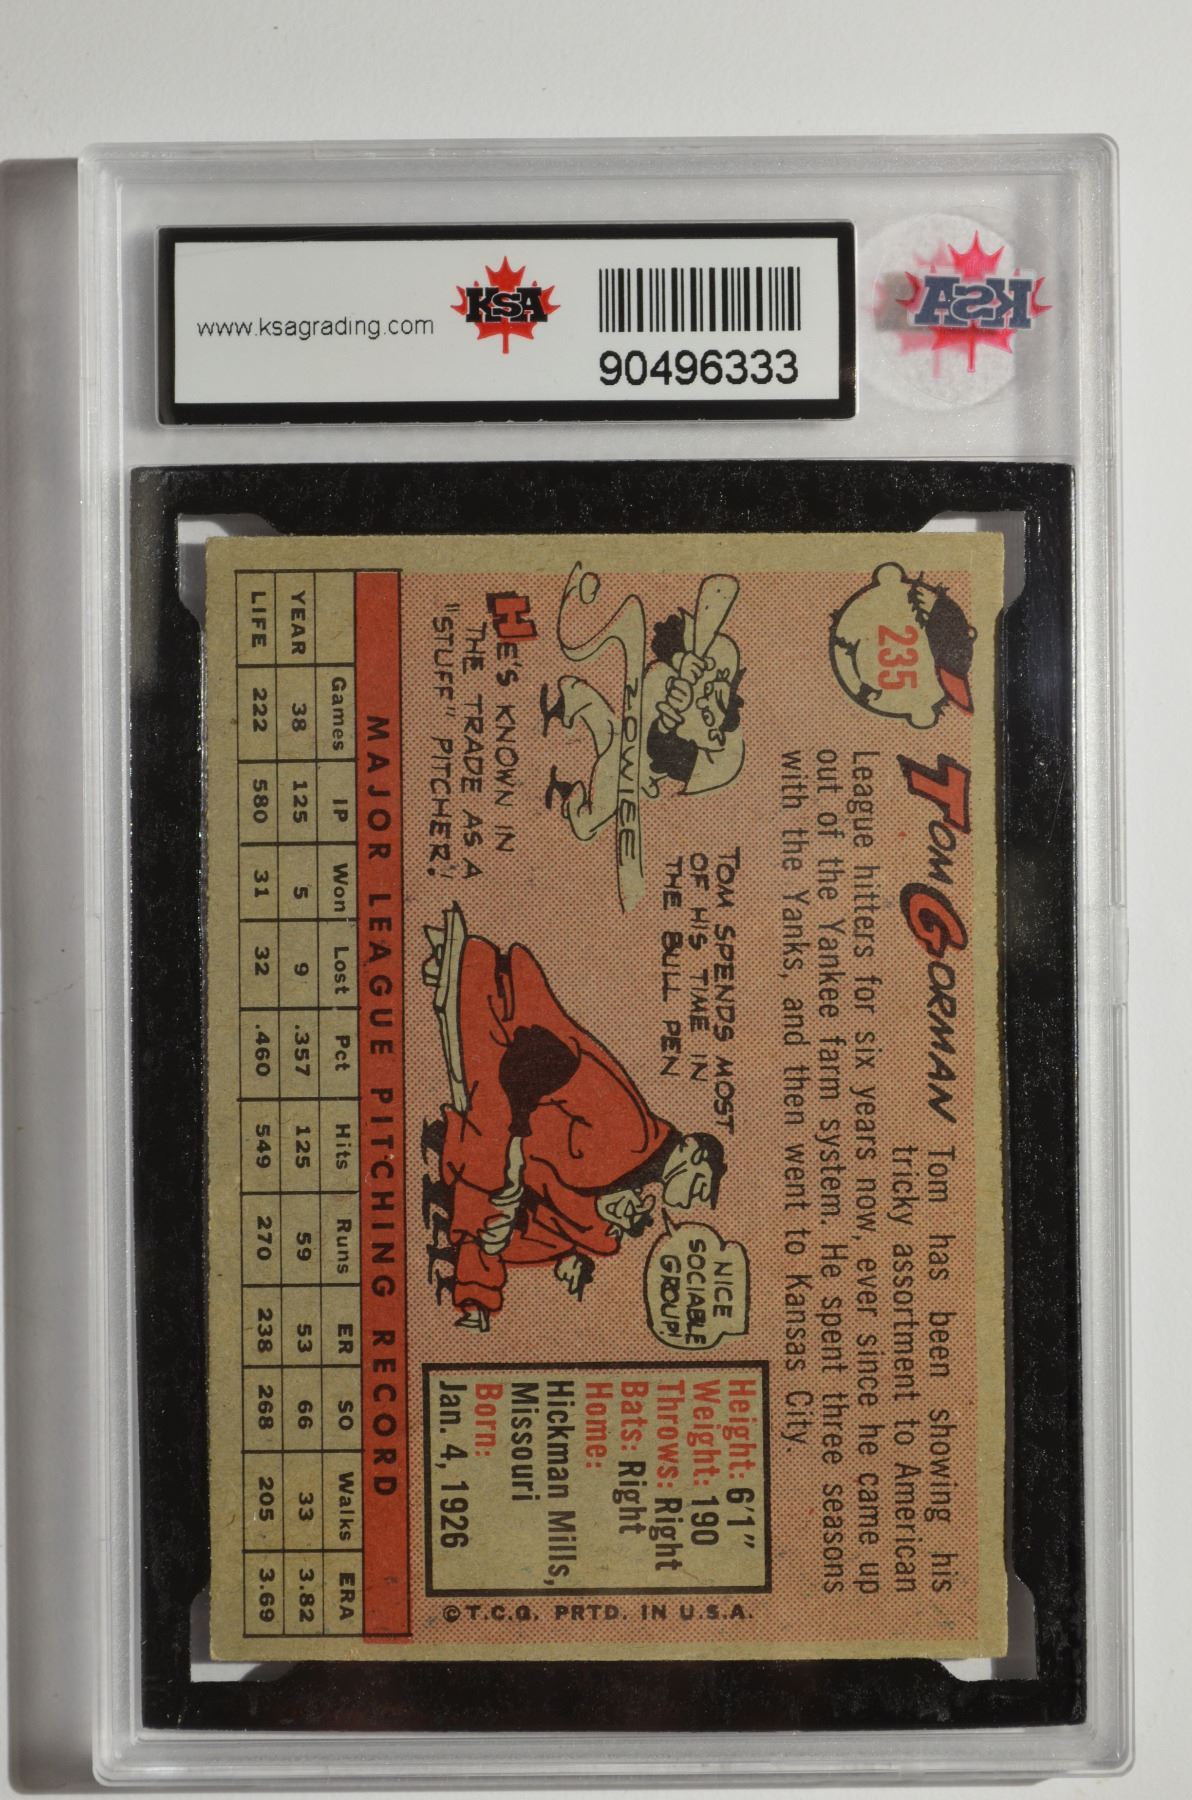 www.ksagrading.com
KSA
90496333
KSA
235
TOM GORMAN
Tom has been showing his
tricky assortment to American
League hitters for six years now, ever since he came up
out of the Yankee farm system. He spent three seasons
with the Yanks, and then went to Kansas City.
ZOWIEE
HE'S KNOWN IN
THE TRADE AS A
"STUFF" PITCHER!
TOM SPENDS MOST
OF HIS TIME IN
THE BULL PEN
NICE
SOCIABLE
GROUP!
Height: 6'1"
Weight: 190
Throws: Right
Bats: Right
Home:
Hickman Mills,
Missouri
Born:
Jan. 4, 1926
©T.C.G. PRTD. IN U.S.A.
MAJOR LEAGUE PITCHING RECORD
Games IP Won Lost Pct Hits Runs ER SO Walks ERA
YEAR 38 125 5 9 .357 125 59 53 66 33 3.82
LIFE 222 580 31 32 .460 549 270 238 268 205 3.69